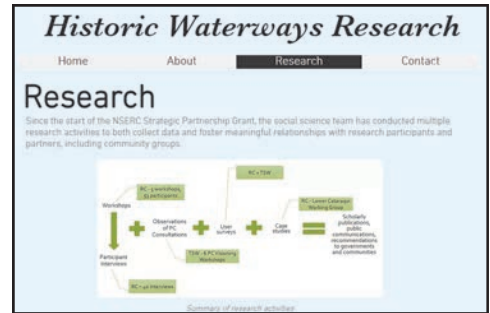 Historic Waterways Research
Home About Research Contact
Research
Since the start of the NSERC Strategic Partnership Grant, the social science team has conducted multiple
research activities to both collect data and foster meaningful relationships with research participants and
partners, including community groups.
RC + TSW
RC - 5 workshops,
participants
RC - Lower Cataraqui
Working Group
Workshops
Observations
of PC
Consultations
User
surveys
Case
studies
Scholarly
publications,
public
communications,
recommendations
to governments
and communities
TSW - 8 PC Visioning
Workshops
Participant
Interviews
RC - 40 interviews
Summary of research activities